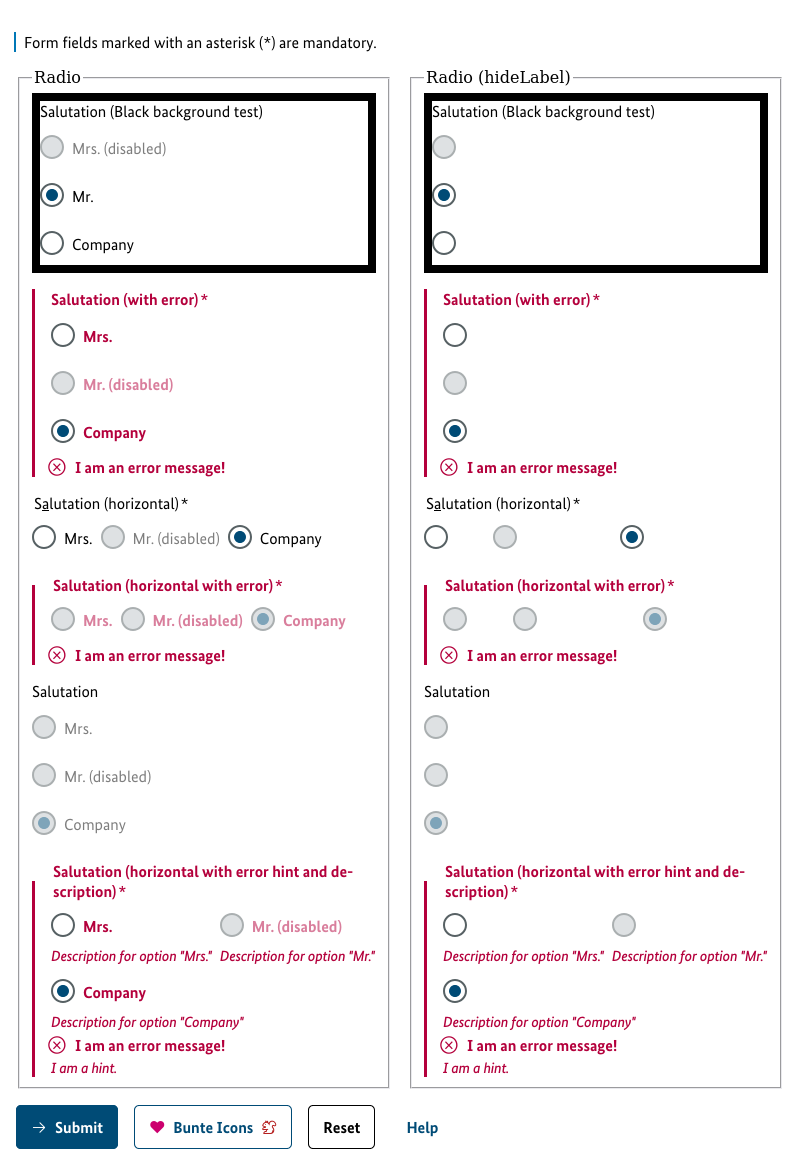 Form fields marked with an asterisk (*) are mandatory.
Radio
Salutation (Black background test)
Mrs. (disabled)
Mr.
Company
Salutation (with error) *
Mrs.
Mr. (disabled)
Company
I am an error message!
Salutation (horizontal) *
Mrs. Mr. (disabled) Company
Salutation (horizontal with error) *
Mrs. Mr. (disabled) Company
I am an error message!
Salutation
Mrs.
Mr. (disabled)
Company
Salutation (horizontal with error hint and de-
scription) *
Mrs. Mr. (disabled)
Description for option "Mrs." Description for option "Mr."
Company
Description for option "Company"
I am an error message!
I am a hint.
Radio (hideLabel)
Salutation (Black background test)
Salutation (with error) *
I am an error message!
Salutation (horizontal) *
Salutation (horizontal with error) *
I am an error message!
Salutation
Salutation (horizontal with error hint and de-
scription) *
Description for option "Mrs." Description for option "Mr."
Description for option "Company"
I am an error message!
I am a hint.
Submit Bunte Icons Reset Help